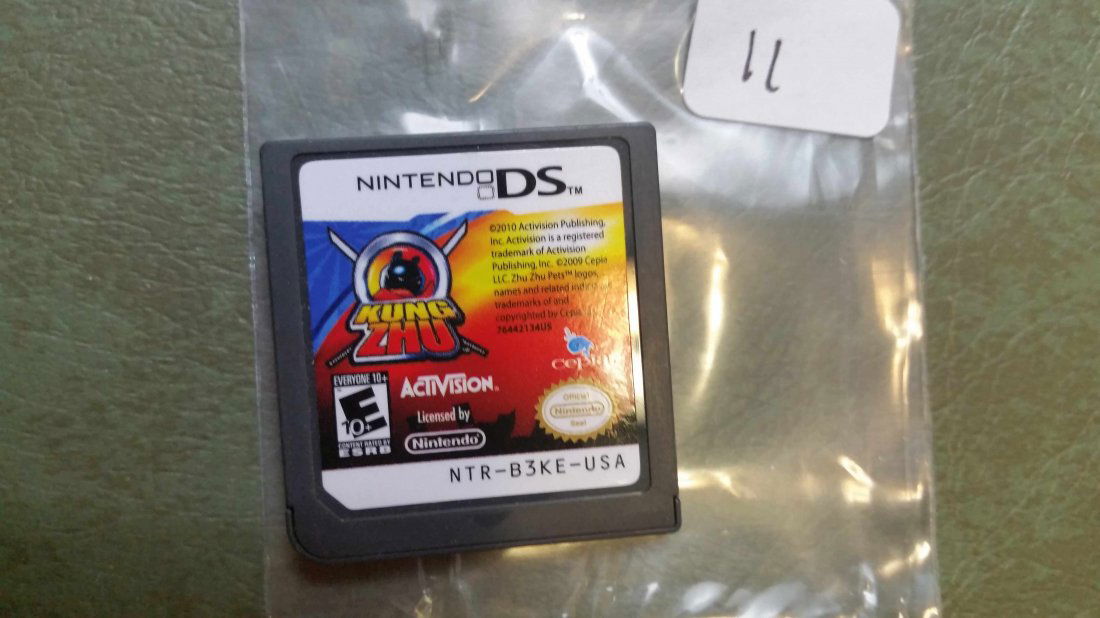 11
NINTENDO DS™
©2010 Activision Publishing,
Inc. Activision is a registered
trademark of Activision
Publishing, Inc. ©2009 Cepia
LLC. Zhu Zhu Pets™ logos,
names and related
trademarks of and
copyrighted by Cepia
76442134US
KUNG
ZHU
cepia
EVERYONE 10+
E
10+
CONTENT RATED BY
ESRB
ACTIVISION
Licensed by
Nintendo
Official
Nintendo
Seal
NTR-B3KE-USA